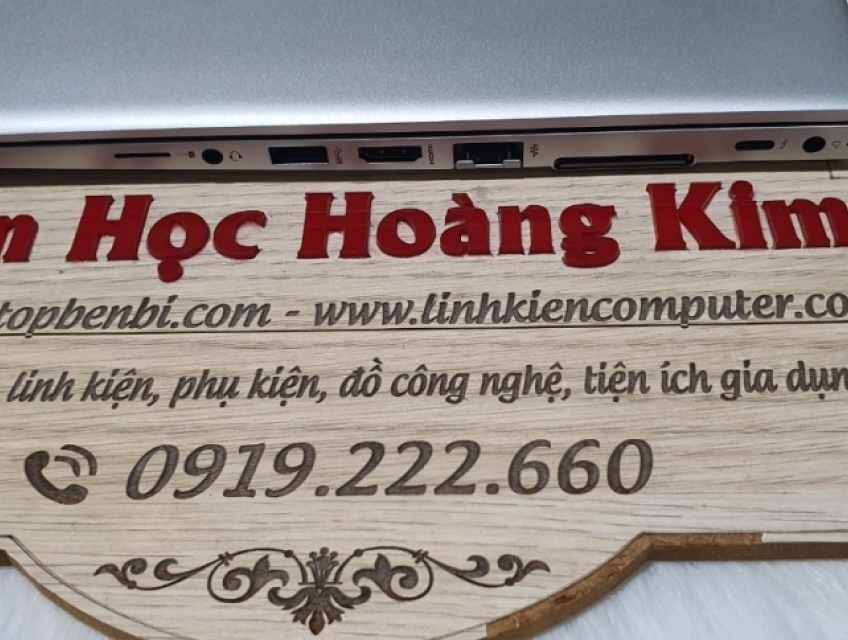 n Học Hoàng Kim
topbenbi.com - www.linhkiencomputer.co
linh kiện, phụ kiện, đồ công nghệ, tiện ích gia dụn
0919.222.660